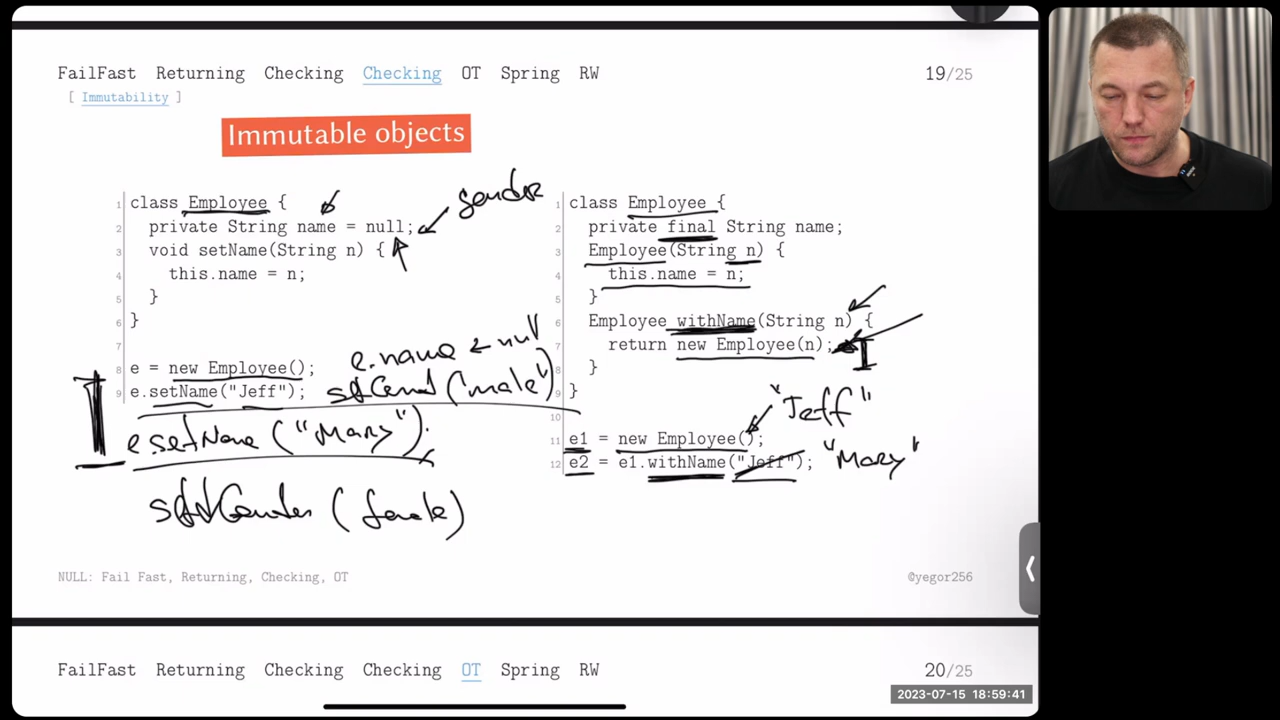 FailFast Returning Checking Checking OT Spring RW 19/25
[ Immutability ]
Immutable objects
1 class Employee {
2 private String name = null;
3 void setName(String n) {
4 this.name = n;
5 }
6 }
7
8 e = new Employee();
9 e.setName("Jeff");
gender
e.name ← null
setGend("male")
e.setName("Mary");
setGender(female)
1 class Employee {
2 private final String name;
3 Employee(String n) {
4 this.name = n;
5 }
6 Employee withName(String n) {
7 return new Employee(n);
8 }
9 }
10
11 e1 = new Employee();
12 e2 = e1.withName("Jeff");
"Jeff"
"Mary"
NULL: Fail Fast, Returning, Checking, OT @yegor256
FailFast Returning Checking Checking OT Spring RW 20/25
2023-07-15 18:59:41